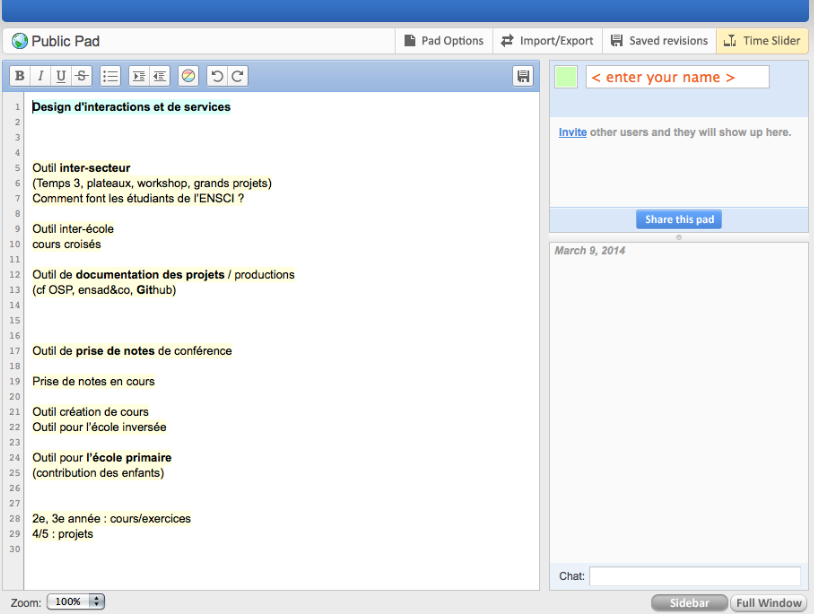 Public Pad
Pad Options
Import/Export
Saved revisions
Time Slider
B I U S
1 Design d'interactions et de services
2
3
4
5 Outil inter-secteur
6 (Temps 3, plateaux, workshop, grands projets)
7 Comment font les étudiants de l'ENSCI ?
8
9 Outil inter-école
10 cours croisés
11
12 Outil de documentation des projets / productions
13 (cf OSP, ensad&co, Github)
14
15
16
17 Outil de prise de notes de conférence
18
19 Prise de notes en cours
20
21 Outil création de cours
22 Outil pour l'école inversée
23
24 Outil pour l'école primaire
25 (contribution des enfants)
26
27
28 2e, 3e année : cours/exercices
29 4/5 : projets
30
< enter your name >
Invite other users and they will show up here.
Share this pad
March 9, 2014
Chat:
Zoom: 100%
Sidebar
Full Window